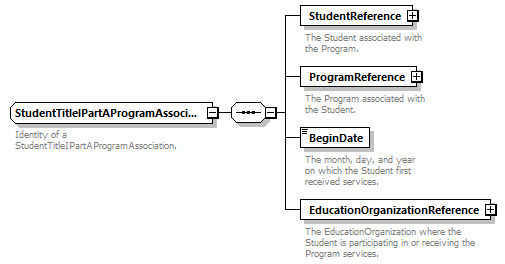 StudentReference
The Student associated with
the Program.
ProgramReference
The Program associated with
the Student.
StudentTitleIPartAProgramAssoci...
Identity of a
StudentTitleIPartAProgramAssociation.
BeginDate
The month, day, and year
on which the Student first
received services.
EducationOrganizationReference
The EducationOrganization where the
Student is participating in or receiving the
Program services.